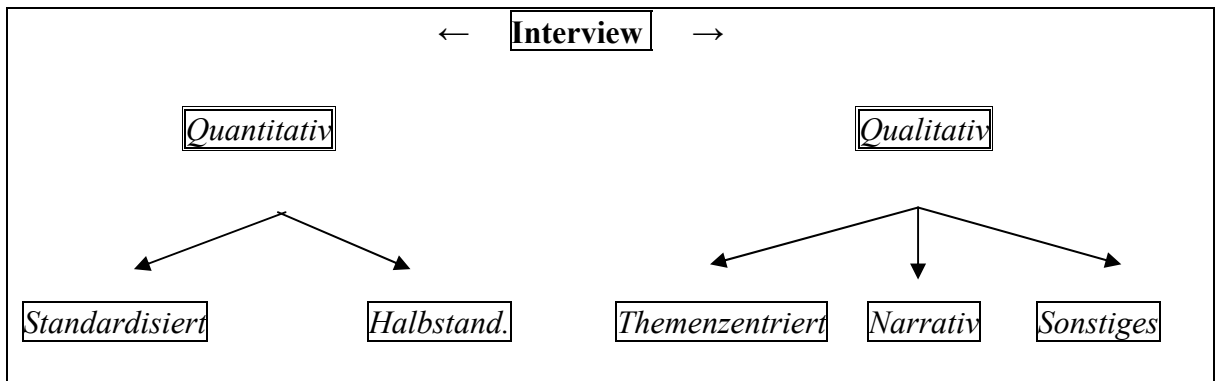 ← Interview →
Quantitativ Qualitativ
Standardisiert Halbstand. Themenzentriert Narrativ Sonstiges